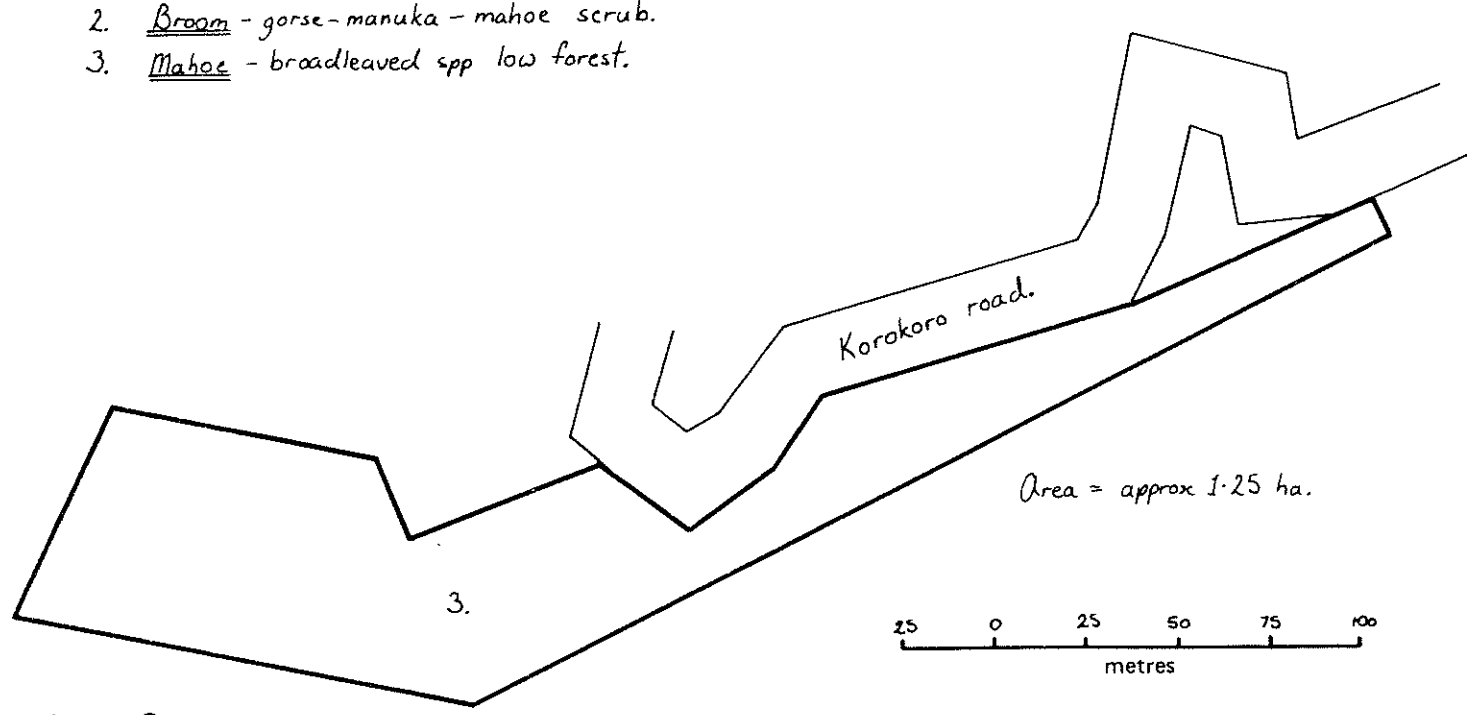 2. Broom - gorse - manuka - mahoe scrub.
3. Mahoe - broadleaved spp low forest.
Korokoro road.
Area = approx 1.25 ha.
3.
25 0 25 50 75 100
metres